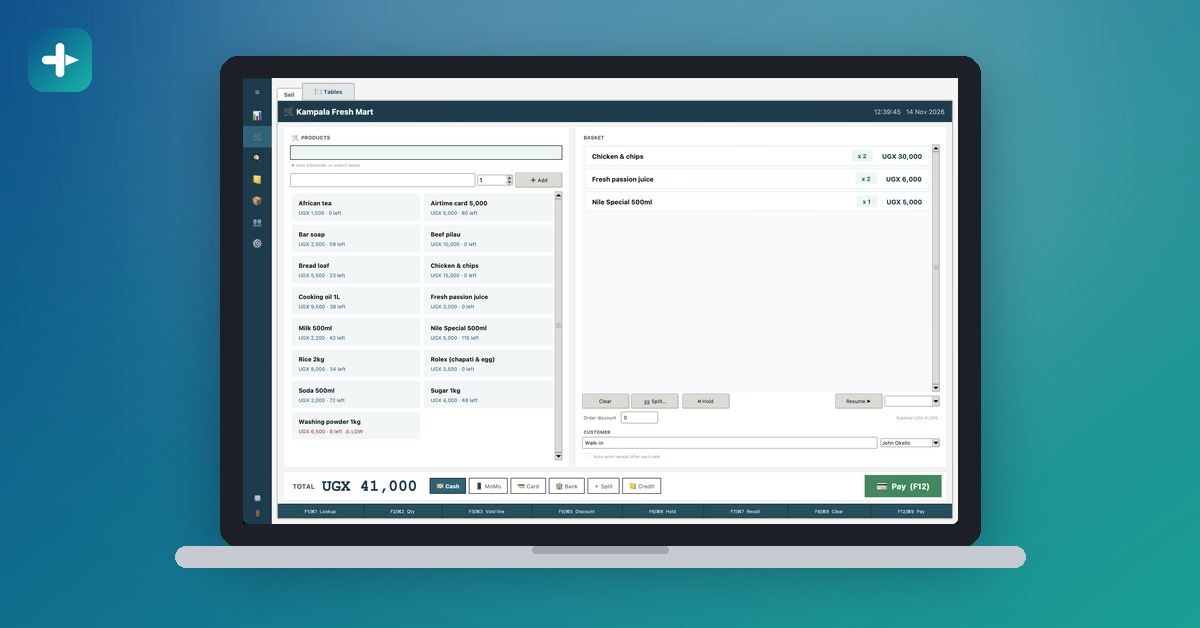 Sell
Tables
Kampala Fresh Mart
12:39:45 14 Nov 2026
PRODUCTS
scan a barcode, or search below
1
+ Add
African tea
UGX 1,500 · 0 left
Airtime card 5,000
UGX 5,000 · 80 left
Bar soap
UGX 2,500 · 59 left
Beef pilau
UGX 10,000 · 0 left
Bread loaf
UGX 5,500 · 23 left
Chicken & chips
UGX 15,000 · 0 left
Cooking oil 1L
UGX 9,500 · 39 left
Fresh passion juice
UGX 3,000 · 0 left
Milk 500ml
UGX 2,200 · 42 left
Nile Special 500ml
UGX 5,000 · 115 left
Rice 2kg
UGX 8,000 · 34 left
Rolex (chapati & egg)
UGX 3,500 · 0 left
Soda 500ml
UGX 2,000 · 72 left
Sugar 1kg
UGX 4,000 · 48 left
Washing powder 1kg
UGX 6,500 · 8 left ⚠ LOW
BASKET
Chicken & chips x 2 UGX 30,000
Fresh passion juice x 2 UGX 6,000
Nile Special 500ml x 1 UGX 5,000
Clear
Split...
Hold
Resume ▶
Order discount 0
Subtotal UGX 41,000
CUSTOMER
Walk-in
John Okello
Auto-print receipt after each sale
TOTAL UGX 41,000
Cash
MoMo
Card
Bank
+ Split
Credit
Pay (F12)
F1/⌘1 Lookup
F2/⌘2 Qty
F3/⌘3 Void line
F5/⌘5 Discount
F6/⌘6 Hold
F7/⌘7 Recall
F8/⌘8 Clear
F12/⌘9 Pay